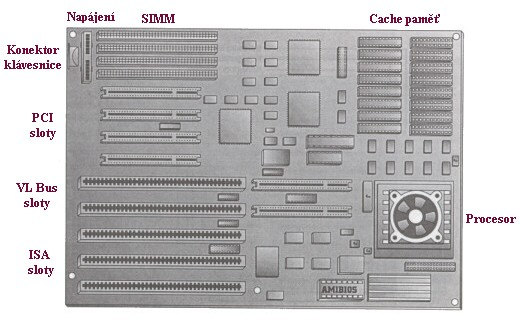 Napájení
SIMM
Cache paměť
Konektor
klávesnice
PCI
sloty
VL Bus
sloty
Procesor
ISA
sloty
AMIBIOS